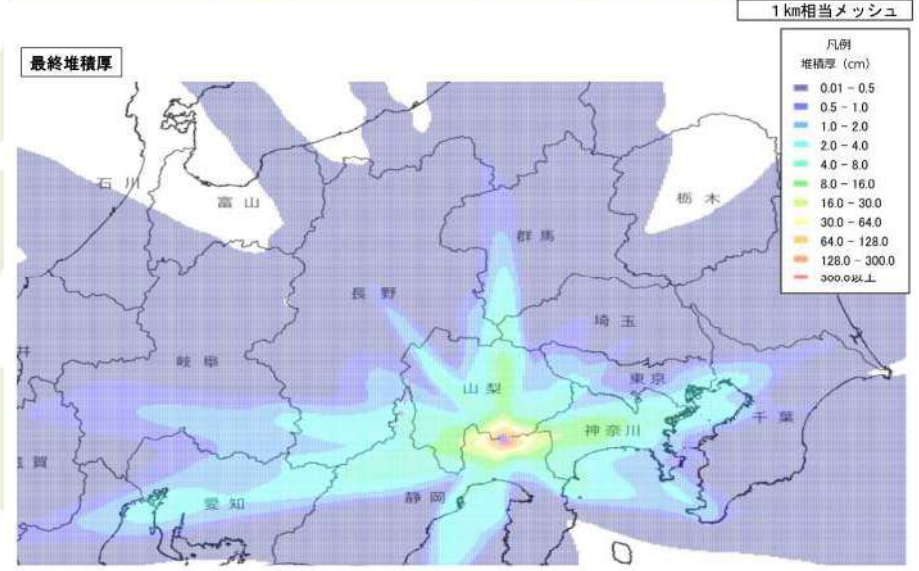 1km相当メッシュ
最終堆積厚
凡例
堆積厚（cm）
0.01 - 0.5
0.5 - 1.0
1.0 - 2.0
2.0 - 4.0
4.0 - 8.0
8.0 - 16.0
16.0 - 30.0
30.0 - 64.0
64.0 - 128.0
128.0 - 300.0
300.0以上
石川
富山
栃木
群馬
長野
埼玉
井
岐阜
山梨
東京
千葉
神奈川
滋賀
愛知
静岡